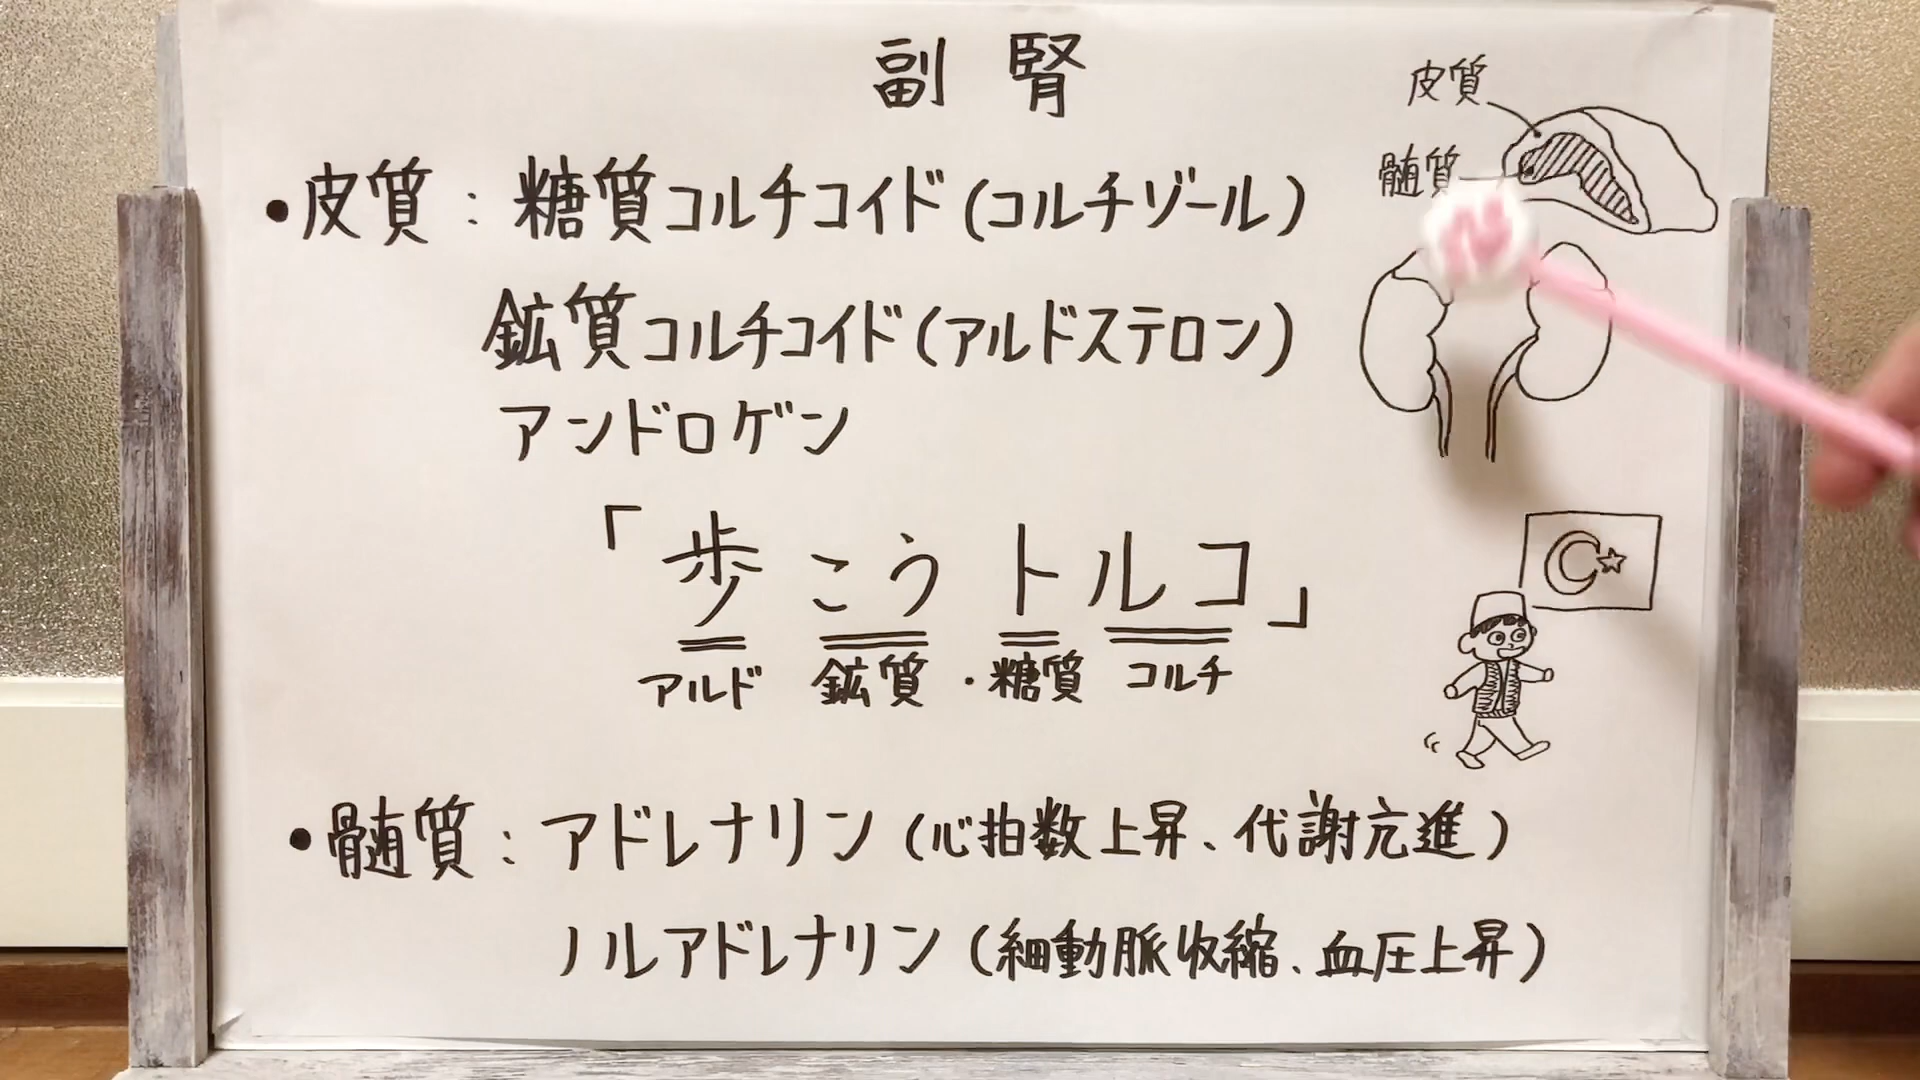 副腎
皮質
髄質
・皮質：糖質コルチコイド(コルチゾール)
鉱質コルチコイド(アルドステロン)
アンドロゲン
「歩こうトルコ」
アルド 鉱質・糖質 コルチ
・髄質：アドレナリン(心拍数上昇、代謝亢進)
ノルアドレナリン(細動脈収縮、血圧上昇)